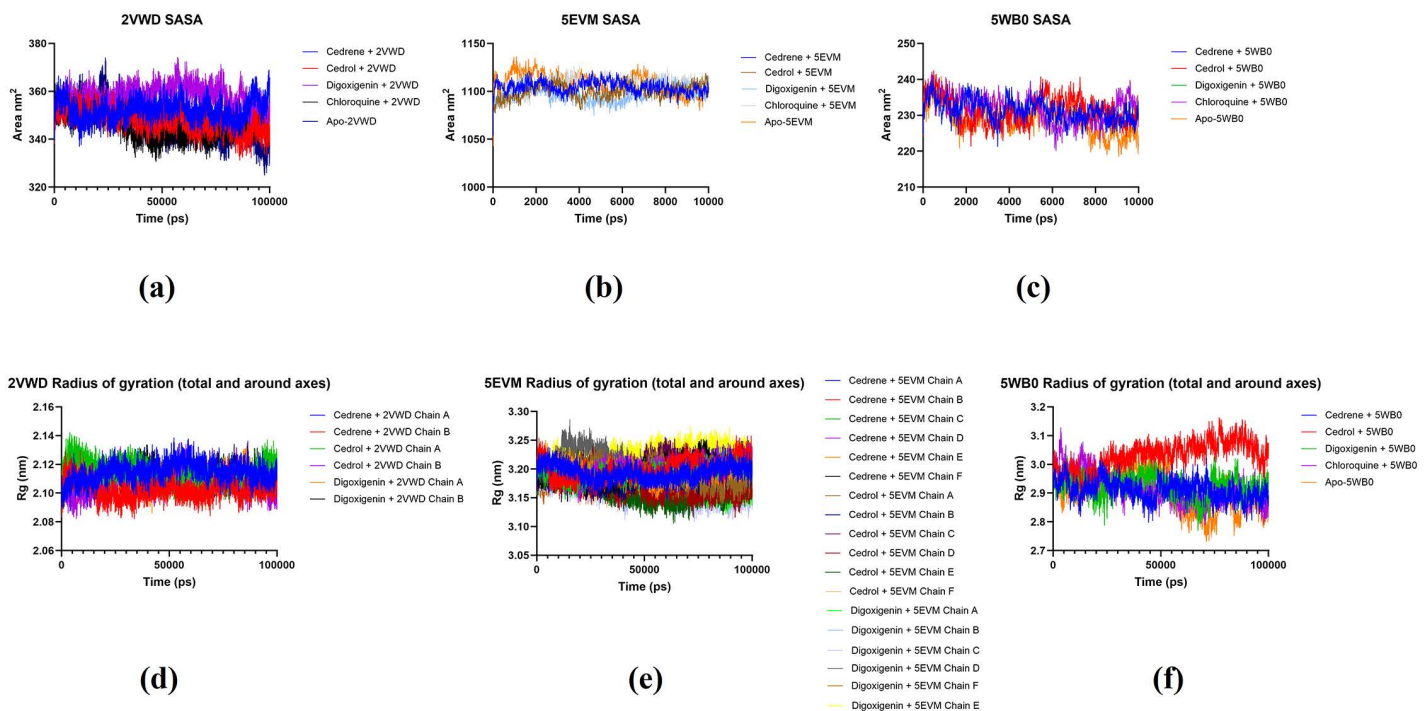 2VWD SASA
380
360
340
320
0
50000
100000
Area nm²
Time (ps)
Cedrene + 2VWD
Cedrol + 2VWD
Digoxigenin + 2VWD
Chloroquine + 2VWD
Apo-2VWD
(a)
5EVM SASA
1150
1100
1050
1000
0
2000
4000
6000
8000
10000
Area nm²
Time (ps)
Cedrene + 5EVM
Cedrol + 5EVM
Digoxigenin + 5EVM
Chloroquine + 5EVM
Apo-5EVM
(b)
5WB0 SASA
250
240
230
220
210
0
2000
4000
6000
8000
10000
Area nm²
Time (ps)
Cedrene + 5WB0
Cedrol + 5WB0
Digoxigenin + 5WB0
Chloroquine + 5WB0
Apo-5WB0
(c)
2VWD Radius of gyration (total and around axes)
2.16
2.14
2.12
2.10
2.08
2.06
0
50000
100000
Rg (nm)
Time (ps)
Cedrene + 2VWD Chain A
Cedrene + 2VWD Chain B
Cedrol + 2VWD Chain A
Cedrol + 2VWD Chain B
Digoxigenin + 2VWD Chain A
Digoxigenin + 2VWD Chain B
(d)
5EVM Radius of gyration (total and around axes)
3.30
3.25
3.20
3.15
3.10
3.05
0
50000
100000
Rg (nm)
Time (ps)
Cedrene + 5EVM Chain A
Cedrene + 5EVM Chain B
Cedrene + 5EVM Chain C
Cedrene + 5EVM Chain D
Cedrene + 5EVM Chain E
Cedrene + 5EVM Chain F
Cedrol + 5EVM Chain A
Cedrol + 5EVM Chain B
Cedrol + 5EVM Chain C
Cedrol + 5EVM Chain D
Cedrol + 5EVM Chain E
Cedrol + 5EVM Chain F
Digoxigenin + 5EVM Chain A
Digoxigenin + 5EVM Chain B
Digoxigenin + 5EVM Chain C
Digoxigenin + 5EVM Chain D
Digoxigenin + 5EVM Chain F
Digoxigenin + 5EVM Chain E
(e)
5WB0 Radius of gyration (total and around axes)
3.2
3.1
3.0
2.9
2.8
2.7
0
50000
100000
Rg (nm)
Time (ps)
Cedrene + 5WB0
Cedrol + 5WB0
Digoxigenin + 5WB0
Chloroquine + 5WB0
Apo-5WB0
(f)